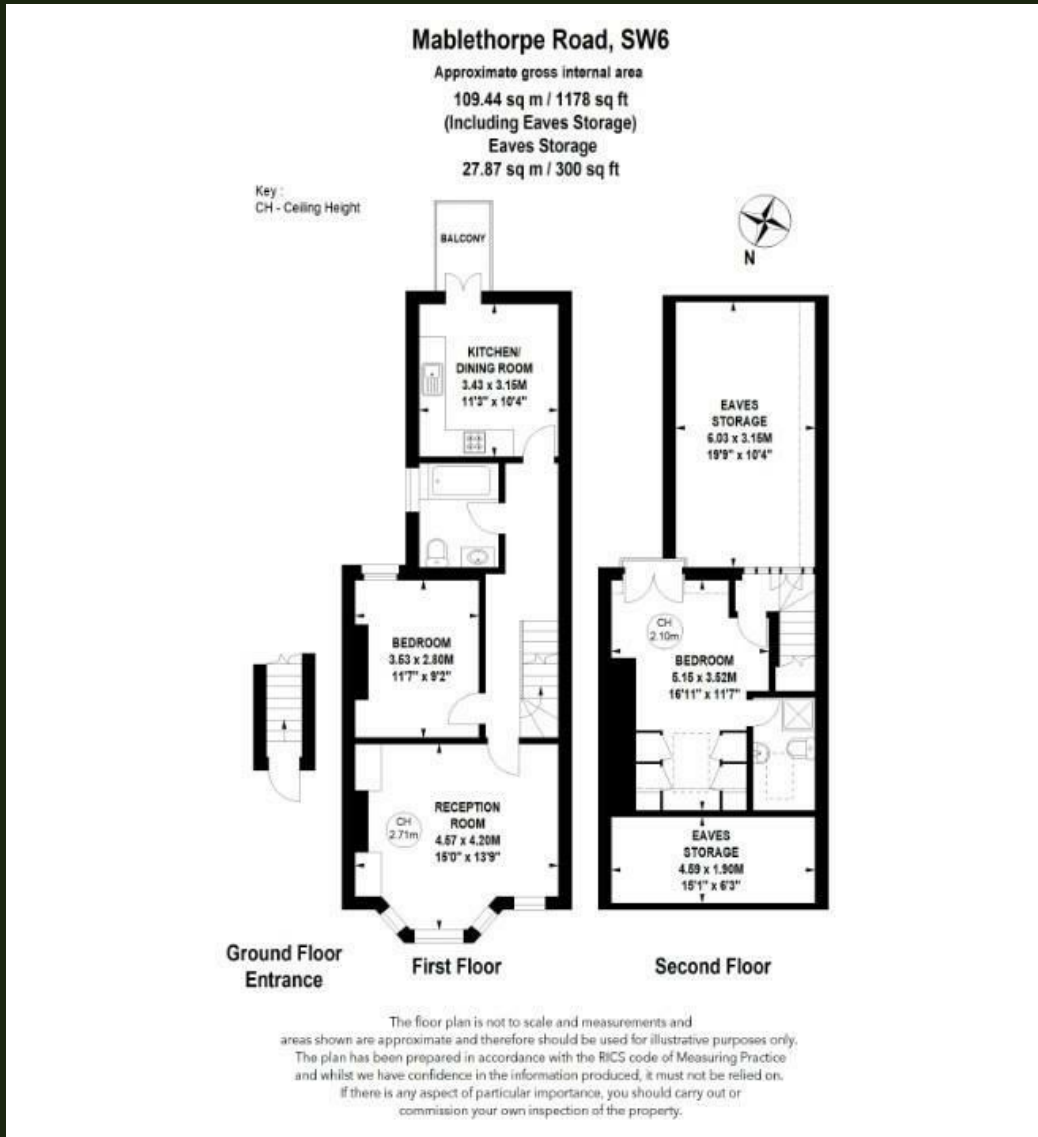 Mablethorpe Road, SW6
Approximate gross internal area
109.44 sq m / 1178 sq ft
(Including Eaves Storage)
Eaves Storage
27.87 sq m / 300 sq ft
Key :
CH - Ceiling Height
N
BALCONY
KITCHEN/
DINING ROOM
3.43 x 3.15M
11'3" x 10'4"
EAVES
STORAGE
6.03 x 3.15M
19'9" x 10'4"
BEDROOM
3.53 x 2.80M
11'7" x 9'2"
CH
2.10m
BEDROOM
5.15 x 3.52M
16'11" x 11'7"
CH
2.71m
RECEPTION
ROOM
4.57 x 4.20M
15'0" x 13'9"
EAVES
STORAGE
4.59 x 1.90M
15'1" x 6'3"
Ground Floor
Entrance
First Floor
Second Floor
The floor plan is not to scale and measurements and
areas shown are approximate and therefore should be used for illustrative purposes only.
The plan has been prepared in accordance with the RICS code of Measuring Practice
and whilst we have confidence in the information produced, it must not be relied on.
If there is any aspect of particular importance, you should carry out or
commission your own inspection of the property.